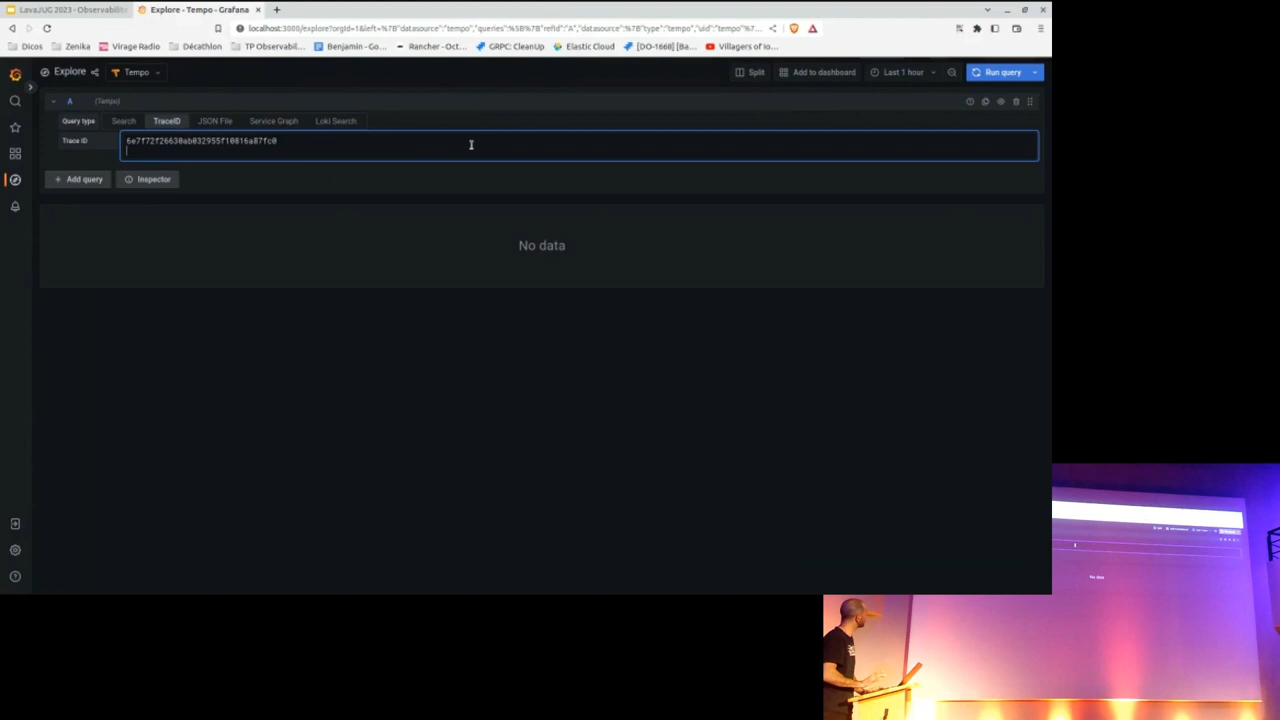 LavaJUG 2023 - Observabilit
Explore - Tempo - Grafana
localhost:3000/explore?orgId=1&left=%7B"datasource":"tempo","queries":%5B%7B"refId":"A","datasource":%7B"type":"tempo","uid":"tempo"%7...
Dicos
Zenika
Virage Radio
Décathlon
TP Observabil...
Benjamin - Go...
Rancher - Oct...
GRPC: CleanUp
Elastic Cloud
[DO-1668] [Ba...
Villagers of Io...
Explore
Tempo
Split
Add to dashboard
Last 1 hour
Run query
A
(Tempo)
Query type
Search
TraceID
JSON File
Service Graph
Loki Search
Trace ID
6e7f72f26630ab032955f10816a87fc0
+ Add query
Inspector
No data
No data